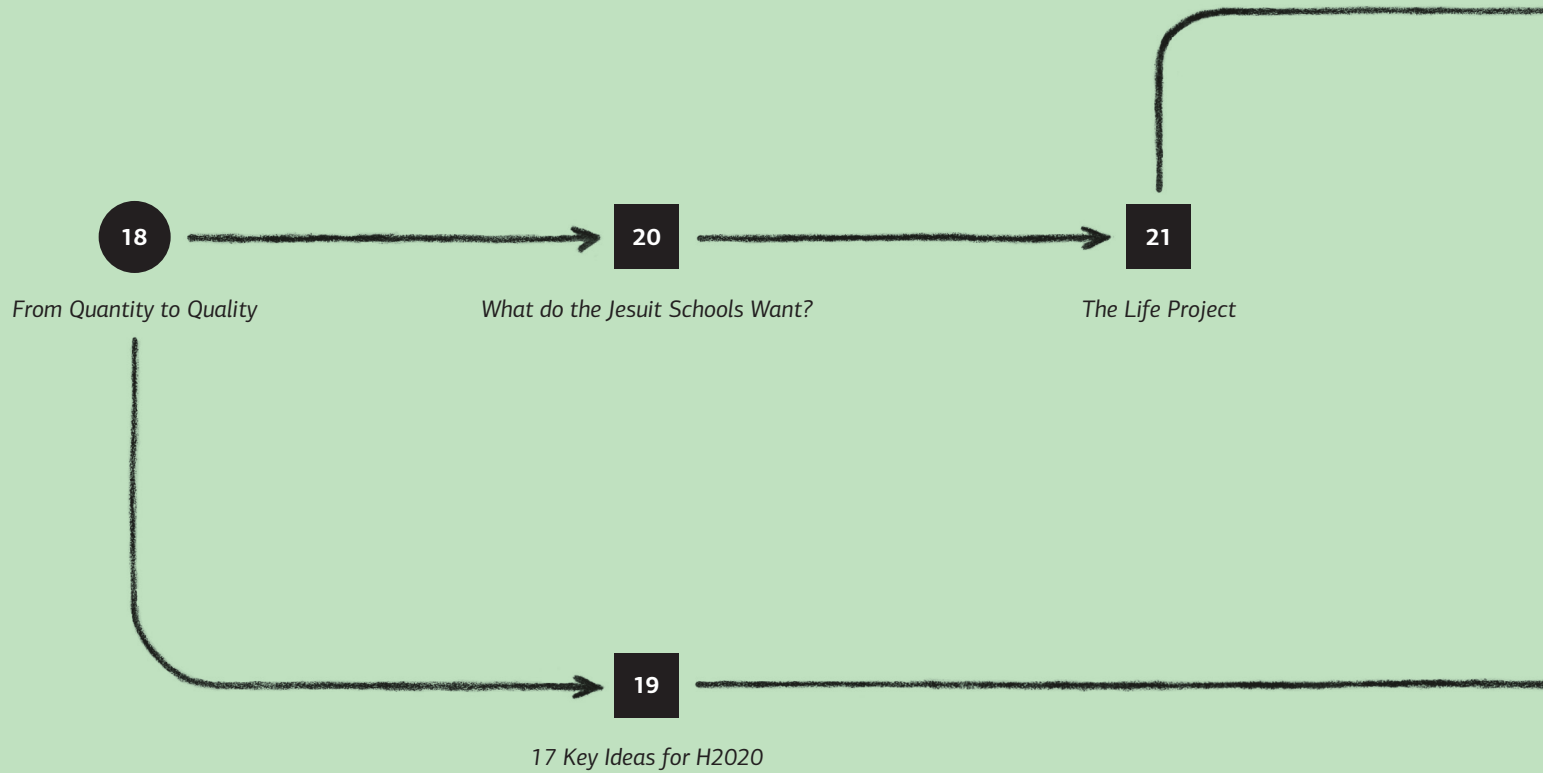 18
From Quantity to Quality
20
What do the Jesuit Schools Want?
21
The Life Project
19
17 Key Ideas for H2020